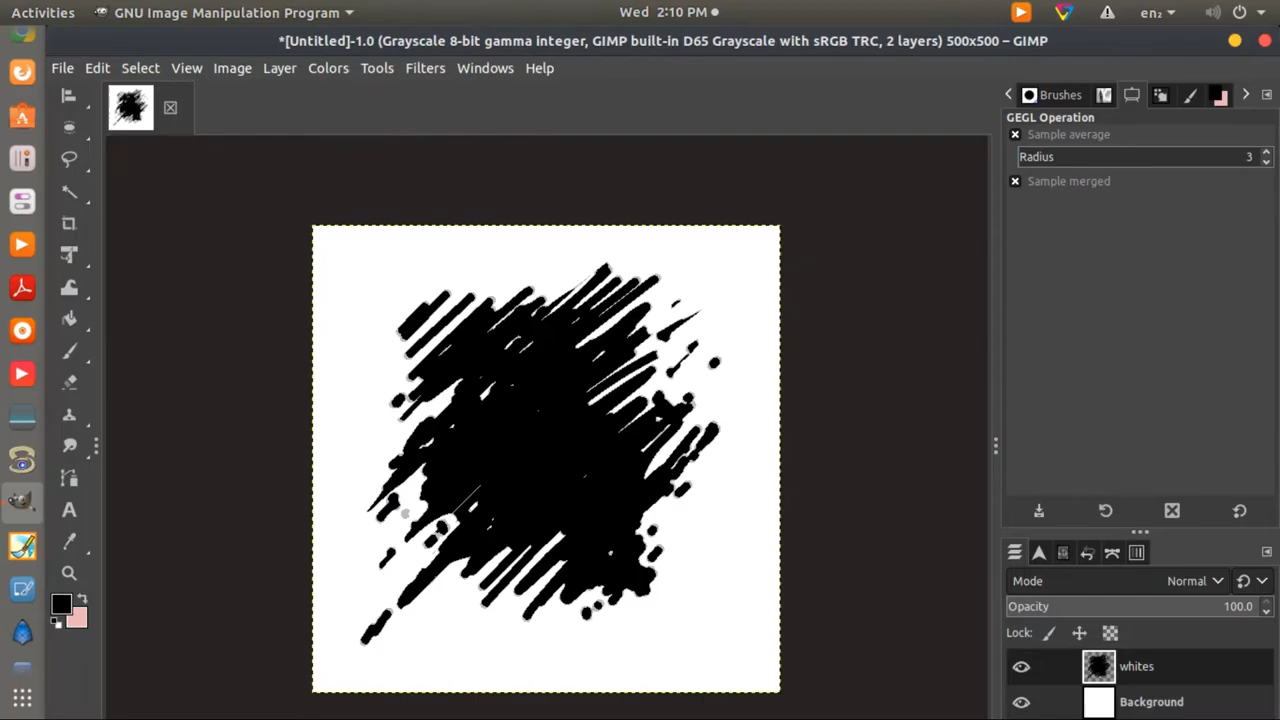 Activities GNU Image Manipulation Program Wed 2:10 PM en₂
*[Untitled]-1.0 (Grayscale 8-bit gamma integer, GIMP built-in D65 Grayscale with sRGB TRC, 2 layers) 500x500 – GIMP
File Edit Select View Image Layer Colors Tools Filters Windows Help
Brushes
GEGL Operation
Sample average
Radius 3
Sample merged
Mode Normal
Opacity 100.0
Lock:
whites
Background